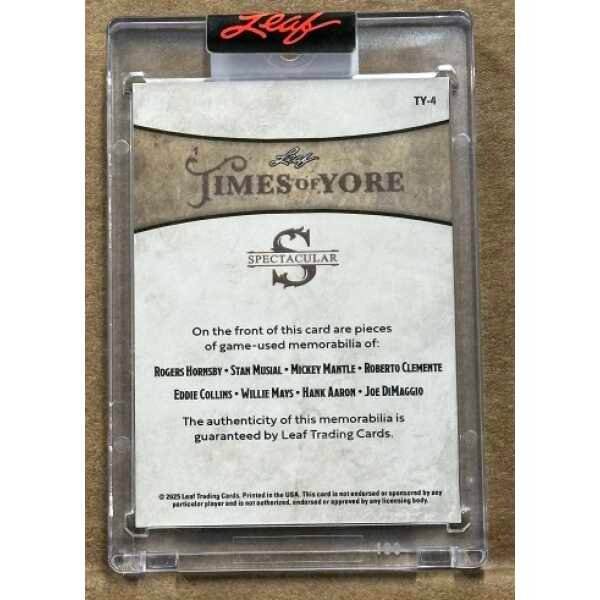 Leaf
TY-4
Leaf
TIMES OF YORE
S
SPECTACULAR
On the front of this card are pieces
of game-used memorabilia of:
ROGERS HORNSBY • STAN MUSIAL • MICKEY MANTLE • ROBERTO CLEMENTE
EDDIE COLLINS • WILLIE MAYS • HANK AARON • JOE DIMAGGIO
The authenticity of this memorabilia is
guaranteed by Leaf Trading Cards.
© 2025 Leaf Trading Cards. Printed in the USA. This card is not endorsed or sponsored by any
particular player and is not authorized, endorsed or approved by any licensing body.